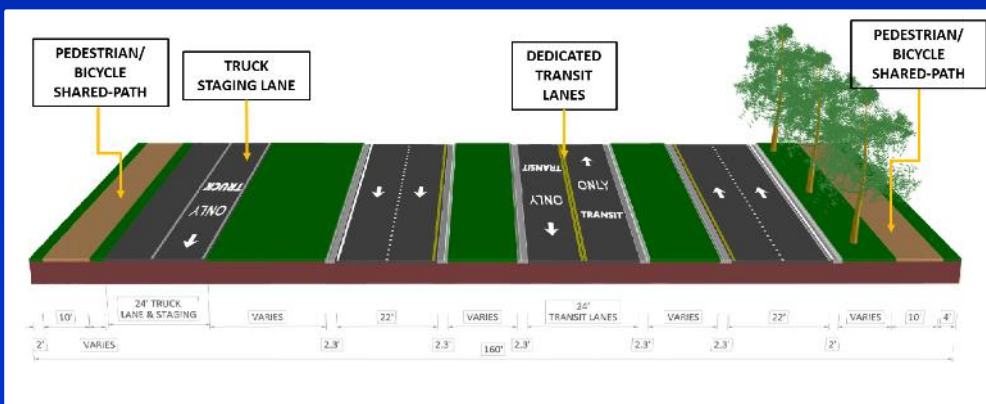 PEDESTRIAN/
BICYCLE
SHARED-PATH
TRUCK
STAGING LANE
DEDICATED
TRANSIT
LANES
PEDESTRIAN/
BICYCLE
SHARED-PATH
TRUCK
ONLY
TRANSIT
ONLY
ONLY
TRANSIT
10'
24' TRUCK
LANE & STAGING
VARIES
22'
VARIES
24'
TRANSIT LANES
VARIES
22'
VARIES
10'
4'
2'
VARIES
2.3'
2.3'
2.3'
2.3'
2.3'
2'
160'